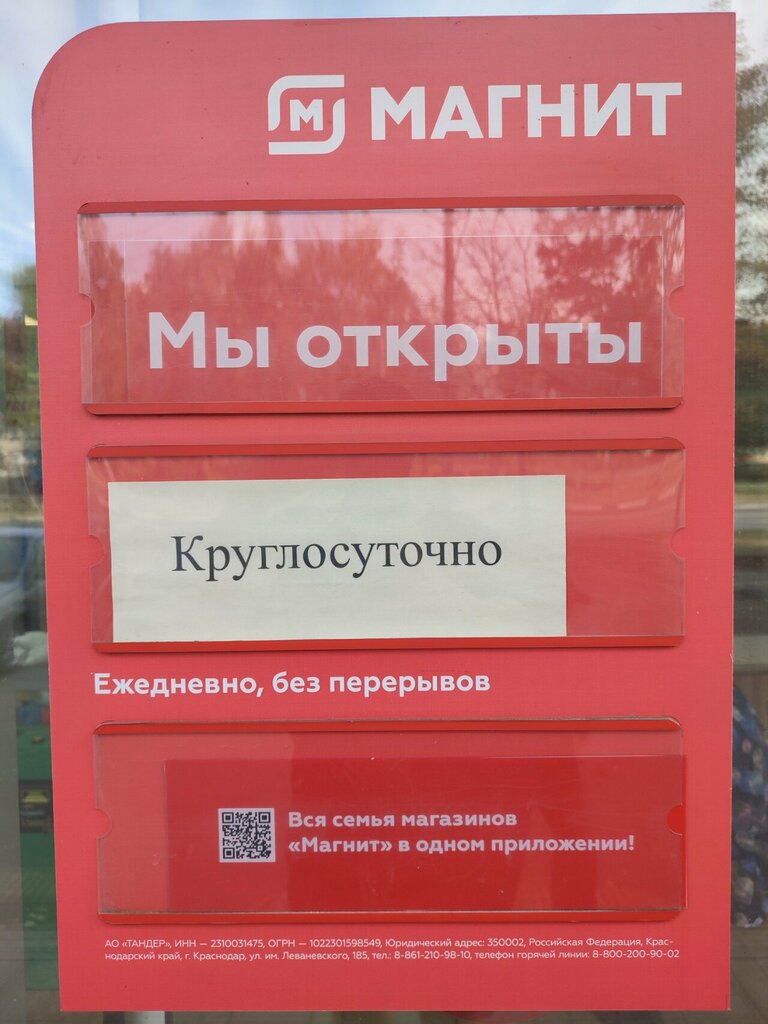 М МАГНИТ
Мы открыты
Круглосуточно
Ежедневно, без перерывов
Вся семья магазинов
«Магнит» в одном приложении!
АО «ТАНДЕР», ИНН — 2310031475, ОГРН — 1022301598549, Юридический адрес: 350002, Российская Федерация, Крас-
нодарский край, г. Краснодар, ул. им. Леваневского, 185, тел.: 8-861-210-98-10, телефон горячей линии: 8-800-200-90-02